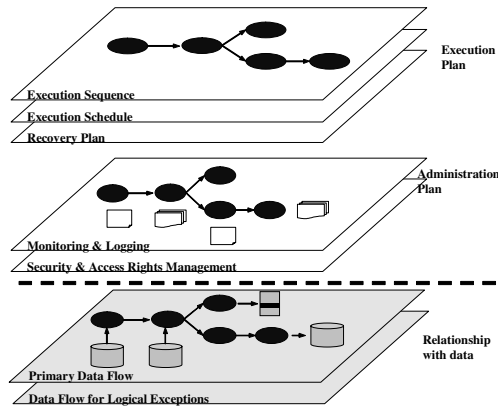 Execution
Plan
Execution Sequence
Execution Schedule
Recovery Plan
Administration
Plan
Monitoring & Logging
Security & Access Rights Management
Relationship
with data
Primary Data Flow
Data Flow for Logical Exceptions